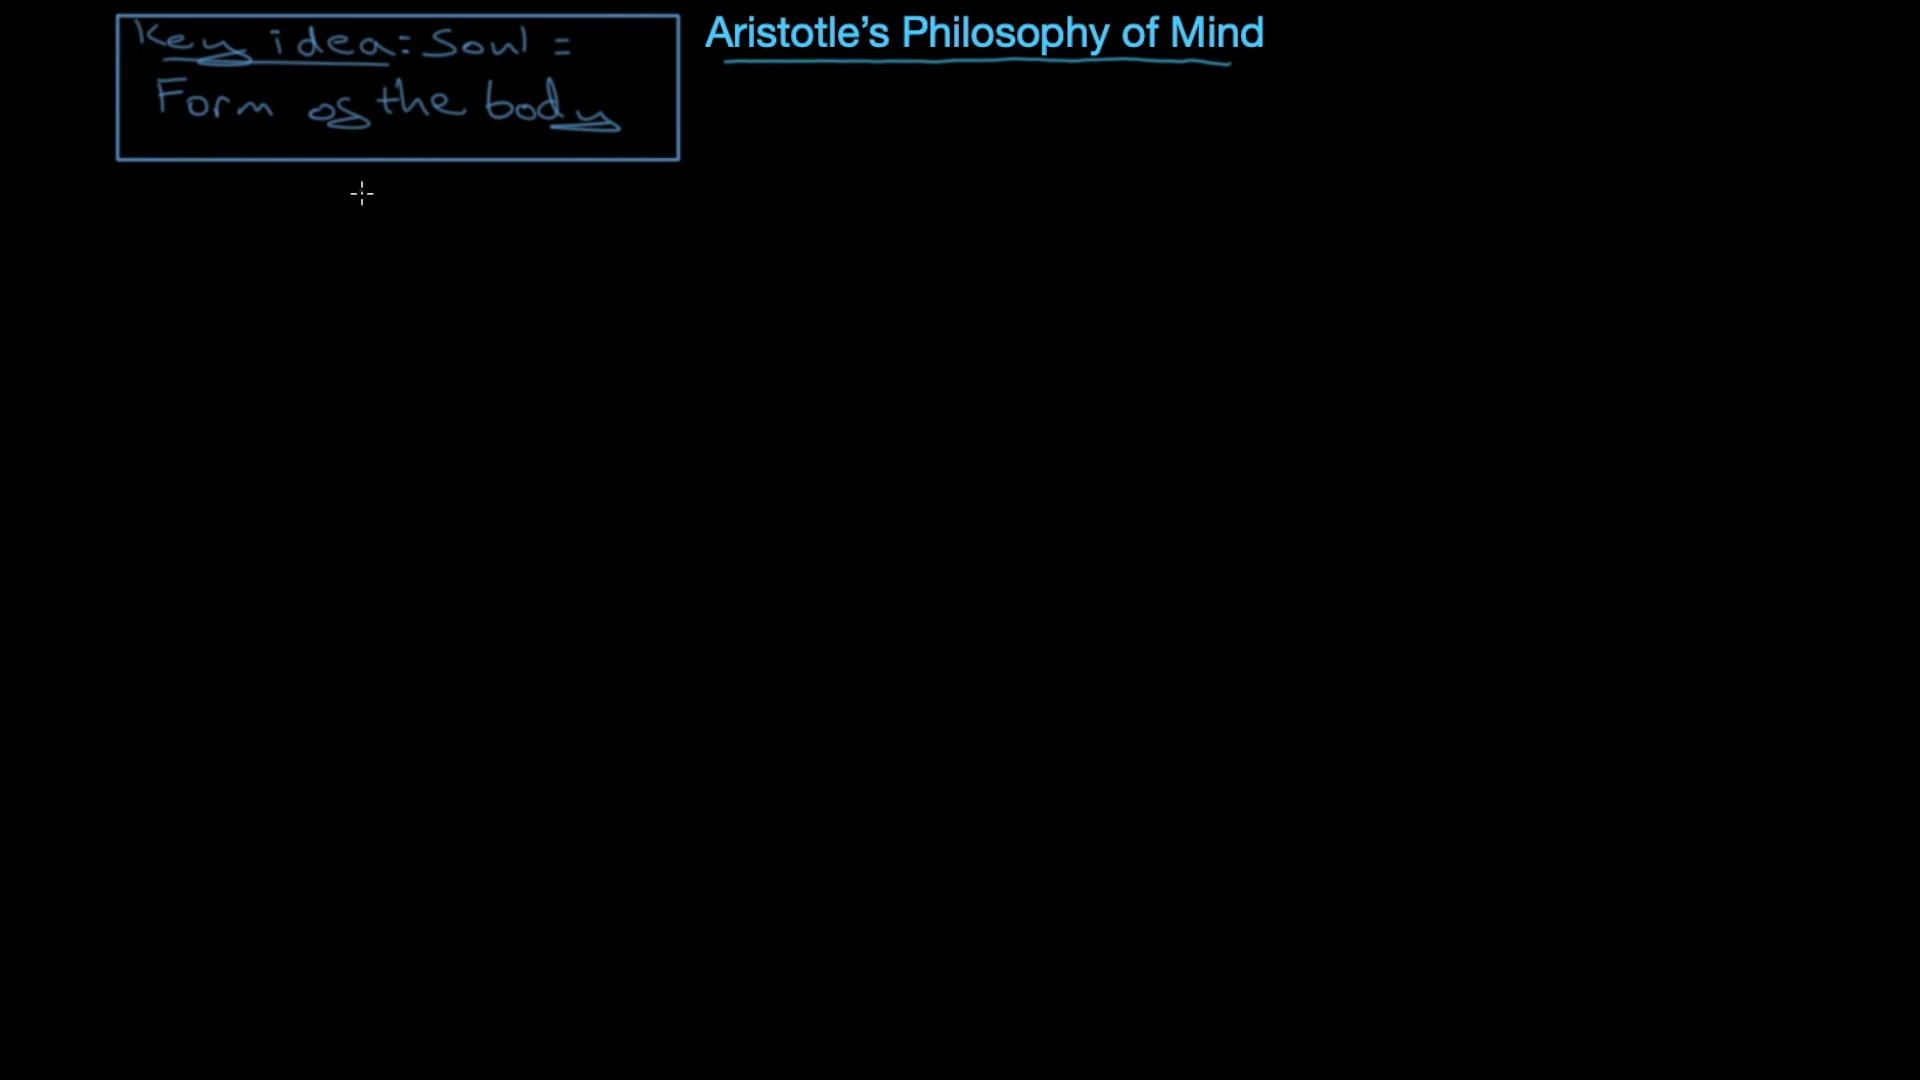 Key idea: Soul =
Form of the body
Aristotle's Philosophy of Mind